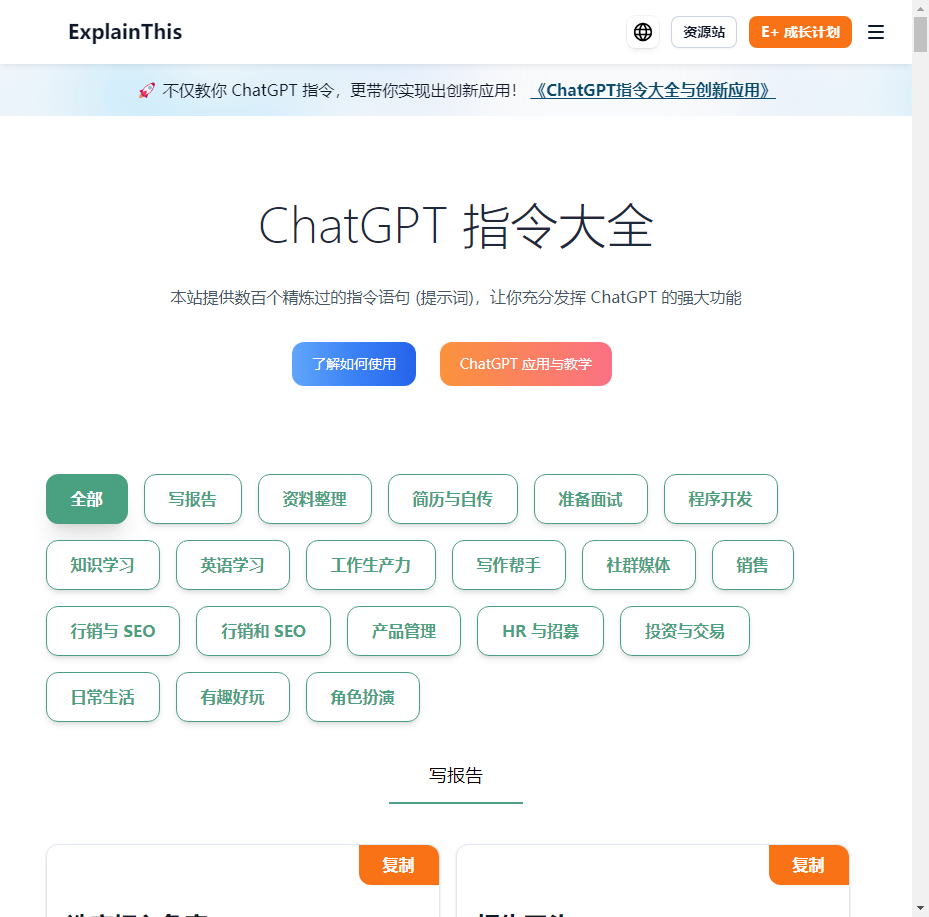 ExplainThis
资源站
E+ 成长计划
🚀 不仅教你 ChatGPT 指令，更带你实现出创新应用！ 《ChatGPT指令大全与创新应用》
ChatGPT 指令大全
本站提供数百个精炼过的指令语句 (提示词)，让你充分发挥 ChatGPT 的强大功能
了解如何使用
ChatGPT 应用与教学
全部
写报告
资料整理
简历与自传
准备面试
程序开发
知识学习
英语学习
工作生产力
写作帮手
社群媒体
销售
行销与 SEO
行销和 SEO
产品管理
HR 与招募
投资与交易
日常生活
有趣好玩
角色扮演
写报告
复制
复制